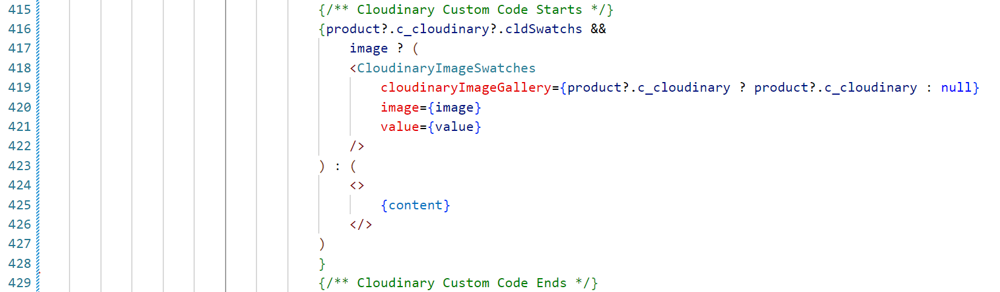 415 {/** Cloudinary Custom Code Starts */}
416 {product?.c_cloudinary?.cldSwatchs &&
417 image ? (
418 <CloudinaryImageSwatches
419 cloudinaryImageGallery={product?.c_cloudinary ? product?.c_cloudinary : null}
420 image={image}
421 value={value}
422 />
423 ) : (
424 <>
425 {content}
426 </>
427 )
428 }
429 {/** Cloudinary Custom Code Ends */}